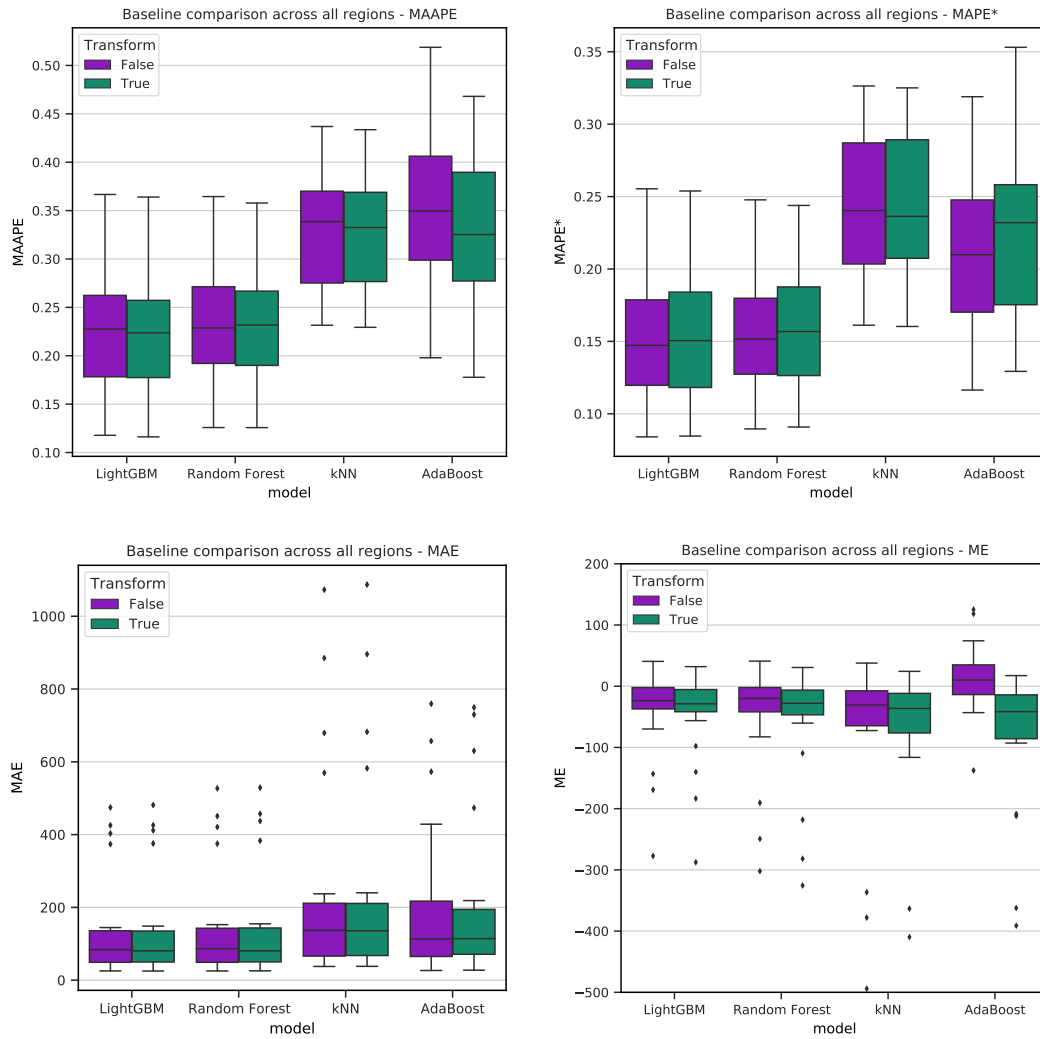 Baseline comparison across all regions - MAAPE
Transform
False
True
0.50
0.45
0.40
0.35
0.30
0.25
0.20
0.15
0.10
MAAPE
LightGBM Random Forest kNN AdaBoost
model
Baseline comparison across all regions - MAPE*
Transform
False
True
0.35
0.30
0.25
0.20
0.15
0.10
MAPE*
LightGBM Random Forest kNN AdaBoost
model
Baseline comparison across all regions - MAE
Transform
False
True
1000
800
600
400
200
0
MAE
LightGBM Random Forest kNN AdaBoost
model
Baseline comparison across all regions - ME
Transform
False
True
200
100
0
−100
−200
−300
−400
−500
ME
LightGBM Random Forest kNN AdaBoost
model